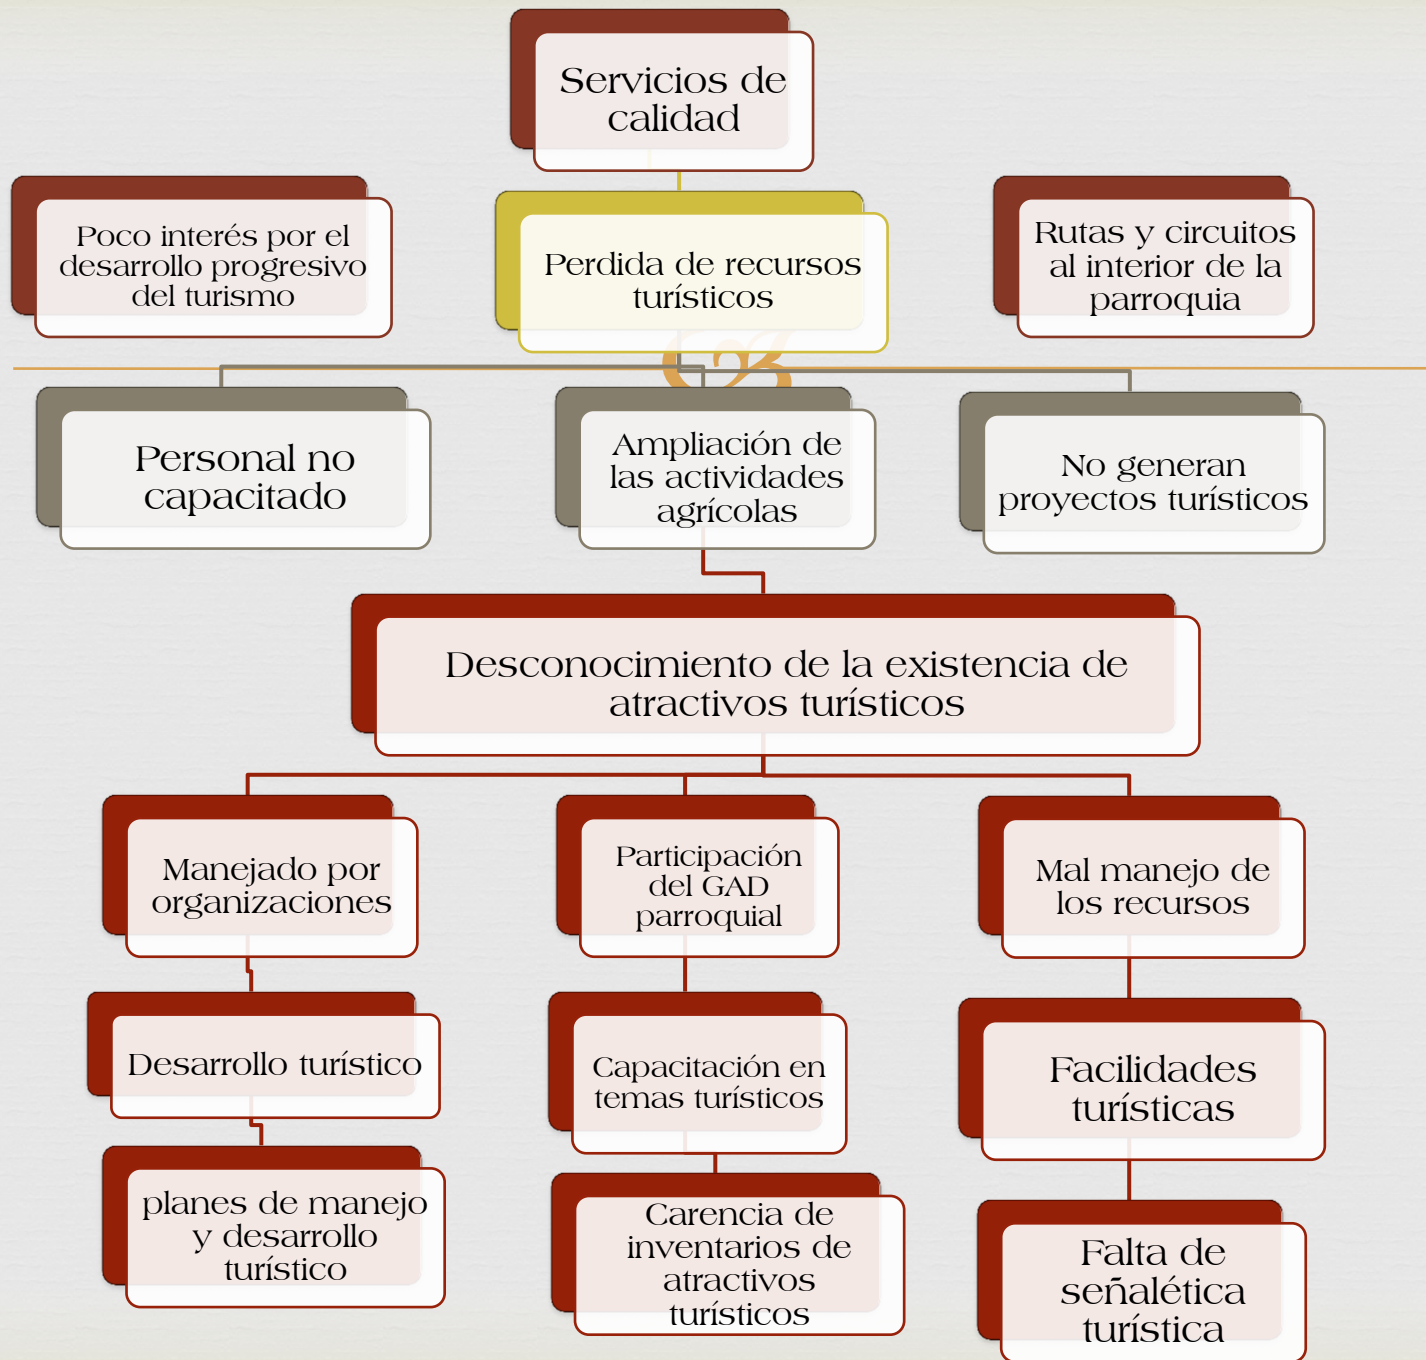 Servicios de
calidad
Poco interés por el
desarrollo progresivo
del turismo
Perdida de recursos
turísticos
Rutas y circuitos
al interior de la
parroquia
Personal no
capacitado
Ampliación de
las actividades
agrícolas
No generan
proyectos turísticos
Desconocimiento de la existencia de
atractivos turísticos
Manejado por
organizaciones
Participación
del GAD
parroquial
Mal manejo de
los recursos
Desarrollo turístico
Capacitación en
temas turísticos
Facilidades
turísticas
planes de manejo
y desarrollo
turístico
Carencia de
inventarios de
atractivos
turísticos
Falta de
señalética
turística